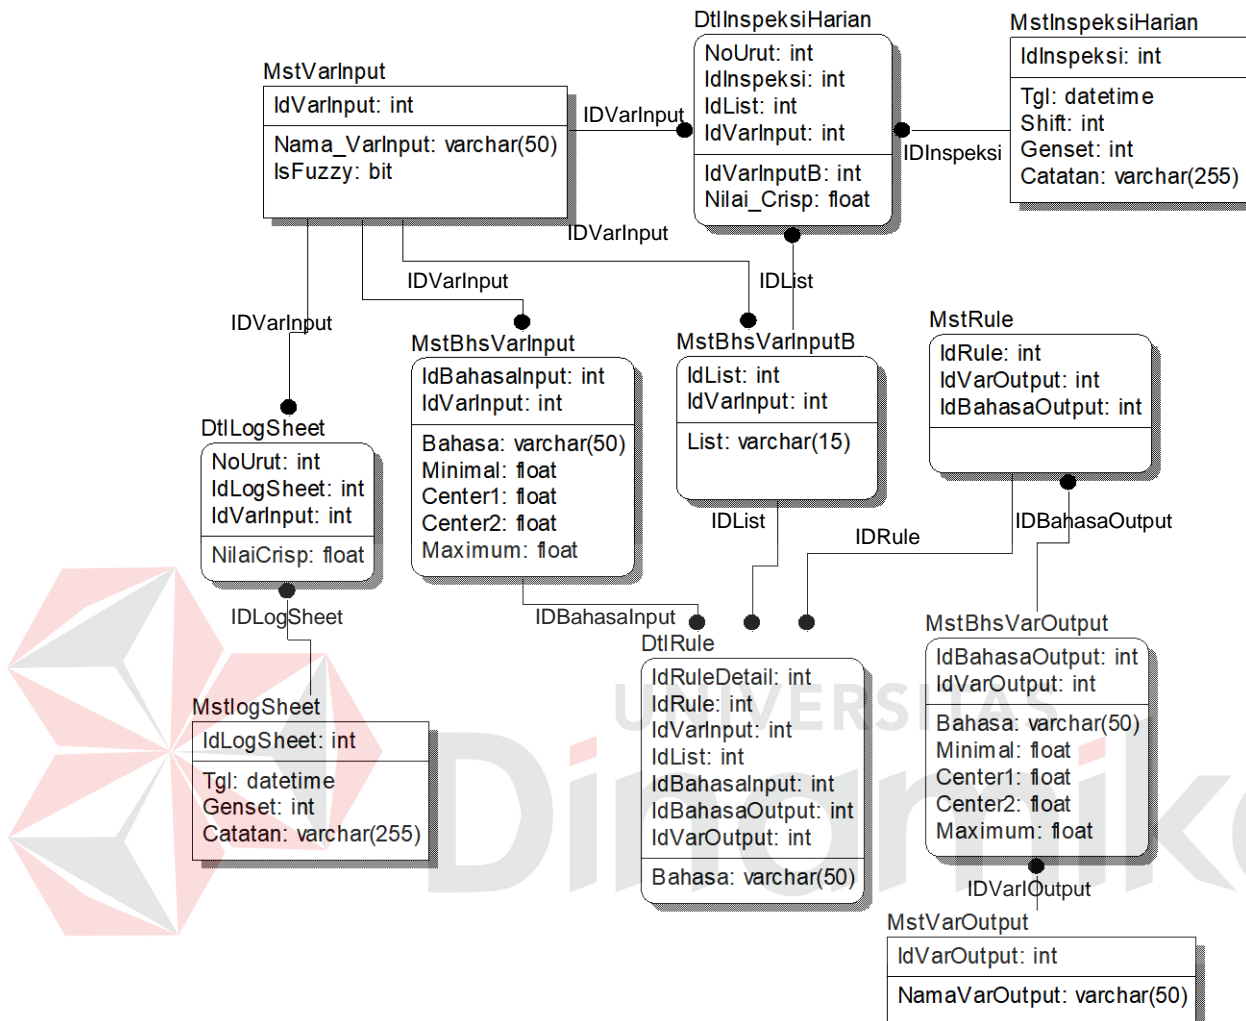 DtlInspeksiHarian
NoUrut: int
IdInspeksi: int
IdList: int
IdVarInput: int
IdVarInputB: int
Nilai_Crisp: float
MstInspeksiHarian
IdInspeksi: int
Tgl: datetime
Shift: int
Genset: int
Catatan: varchar(255)
MstVarInput
IdVarInput: int
Nama_VarInput: varchar(50)
IsFuzzy: bit
IDVarInput
IDInspeksi
IDVarInput
IDVarInput
IDList
IDVarInput
MstBhsVarInput
IdBahasaInput: int
IdVarInput: int
Bahasa: varchar(50)
Minimal: float
Center1: float
Center2: float
Maximum: float
MstBhsVarInputB
IdList: int
IdVarInput: int
List: varchar(15)
MstRule
IdRule: int
IdVarOutput: int
IdBahasaOutput: int
DtlLogSheet
NoUrut: int
IdLogSheet: int
IdVarInput: int
NilaiCrisp: float
IDList
IDRule
IDBahasaOutput
IDLogSheet
IDBahasaInput
MstlogSheet
IdLogSheet: int
Tgl: datetime
Genset: int
Catatan: varchar(255)
DtlRule
IdRuleDetail: int
IdRule: int
IdVarInput: int
IdList: int
IdBahasaInput: int
IdBahasaOutput: int
IdVarOutput: int
Bahasa: varchar(50)
MstBhsVarOutput
IdBahasaOutput: int
IdVarOutput: int
Bahasa: varchar(50)
Minimal: float
Center1: float
Center2: float
Maximum: float
IDVarIOutput
MstVarOutput
IdVarOutput: int
NamaVarOutput: varchar(50)
UNIVERSITAS
Dinamika